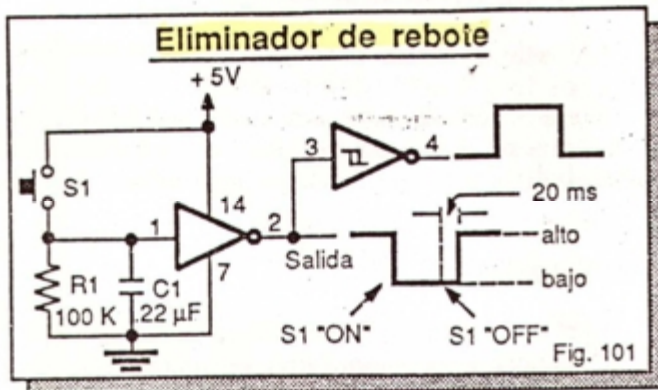 Eliminador de rebote
+ 5V
S1
14
1
2
7
3
4
R1
100 K
C1
.22 µF
Salida
20 ms
alto
bajo
S1 "ON"
S1 "OFF"
Fig. 101